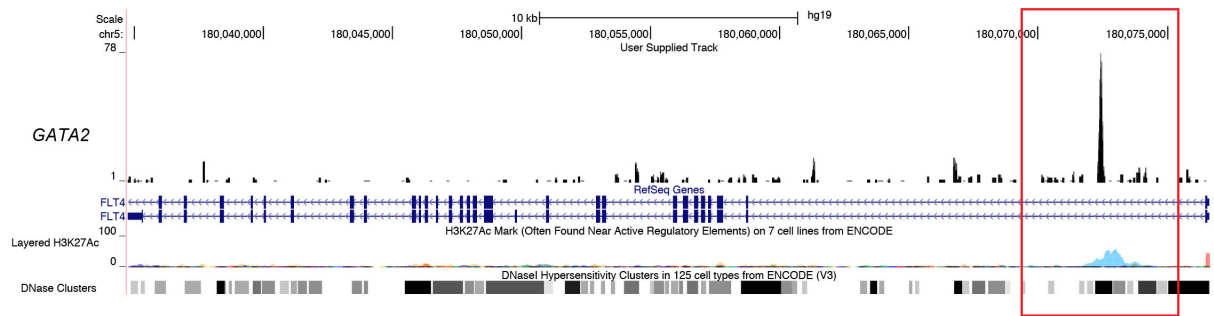 Scale
10 kb
hg19
chr5:
180,040,000
180,045,000
180,050,000
180,055,000
180,060,000
180,065,000
180,070,000
180,075,000
78
User Supplied Track
GATA2
1
RefSeq Genes
FLT4
FLT4
100
H3K27Ac Mark (Often Found Near Active Regulatory Elements) on 7 cell lines from ENCODE
Layered H3K27Ac
0
DNaseI Hypersensitivity Clusters in 125 cell types from ENCODE (V3)
DNase Clusters